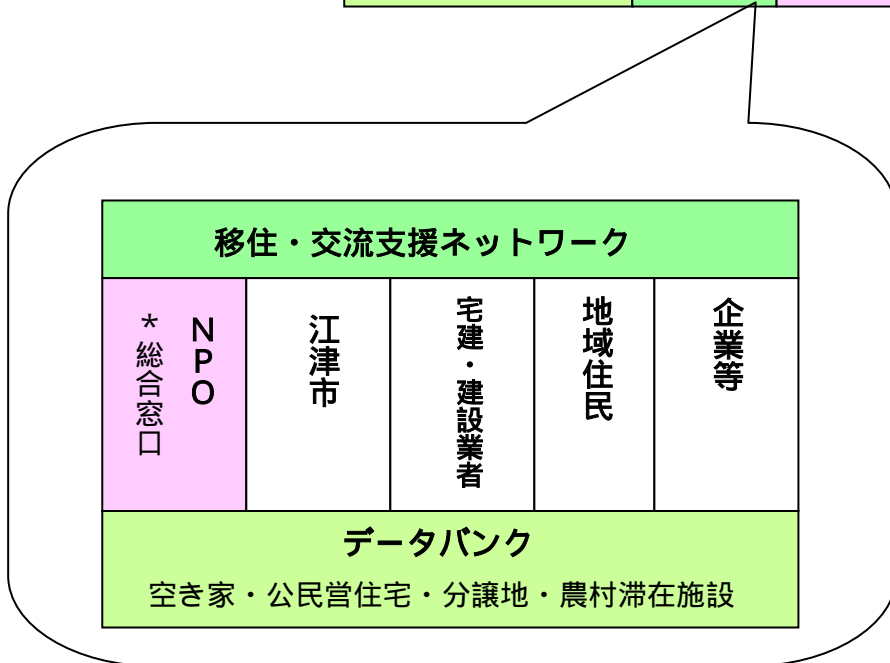 移住・交流支援ネットワーク
NPO
*総合窓口
江津市
宅建・建設業者
地域住民
企業等
データバンク
空き家・公民営住宅・分譲地・農村滞在施設